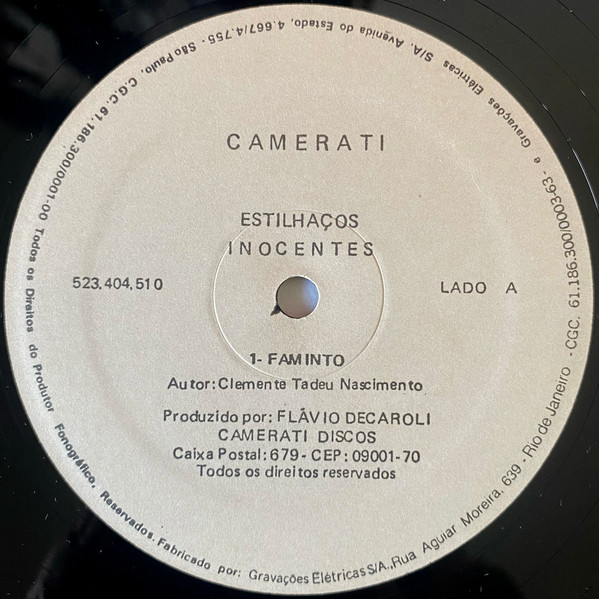 CAMERATI
ESTILHAÇOS
INOCENTES
523.404.510
LADO A
1- FAMINTO
Autor: Clemente Tadeu Nascimento
Produzido por: FLÁVIO DECAROLI
CAMERATI DISCOS
Caixa Postal: 679 - CEP: 09001-70
Todos os direitos reservados
e Gravações Elétricas S/A. Avenida do Estado, 4.667/4.755 - São Paulo. C.G.C. 61.186.300/0001-00 Todos os Direitos do Produtor Fonográfico. Reservados. Fabricado por: Gravações Elétricas S/A., Rua Aguiar Moreira, 639 - Rio de Janeiro - CGC. 61.186.300/0003-63-